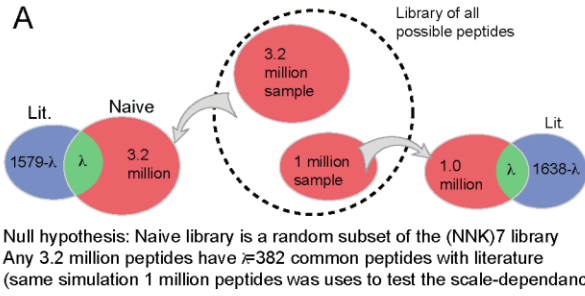 A
Library of all
possible peptides
3.2
million
sample
Lit.
Naive
1579-λ
λ
3.2
million
1 million
sample
Lit.
1.0
million
λ
1638-λ
Null hypothesis: Naive library is a random subset of the (NNK)7 library
Any 3.2 million peptides have λ=382 common peptides with literature
(same simulation 1 million peptides was uses to test the scale-dependanc